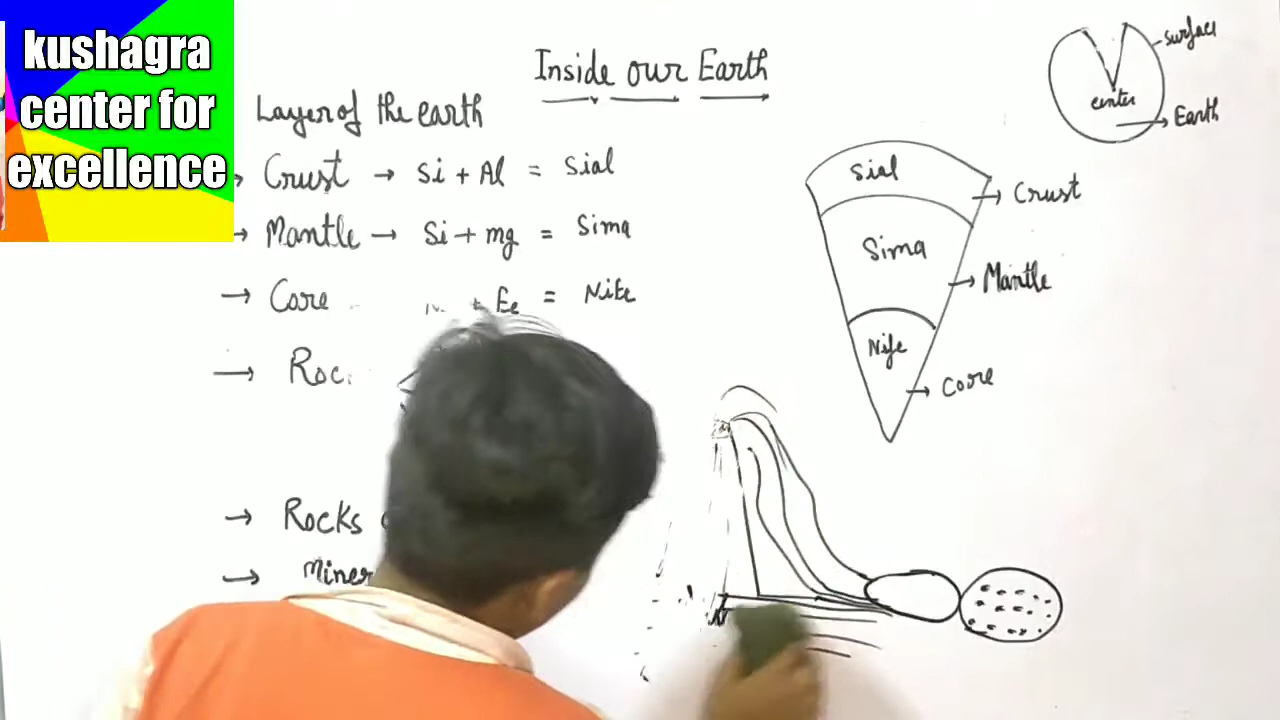 kushagra
center for
excellence
Inside our Earth
Layer of the earth
→ Crust → Si + Al = Sial
→ Mantle → Si + mg = Sima
→ Core + Fe = Nife
→ Roc
→ Rocks
→ Miner
surface
center
→ Earth
Sial
→ Crust
Sima
→ Mantle
Nife
→ Core